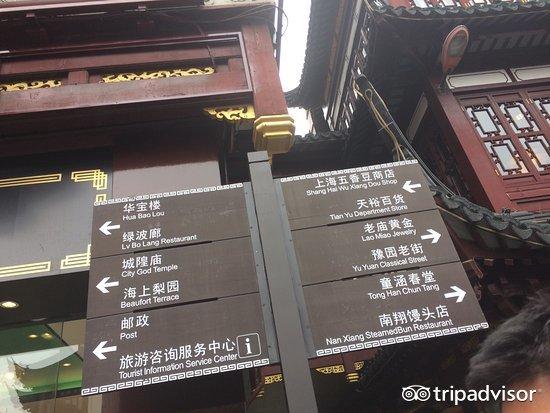 华宝楼
Hua Bao Lou
绿波廊
Lv Bo Lang Restaurant
城隍庙
City God Temple
海上梨园
Beaufort Terrace
邮政
Post
旅游咨询服务中心
Tourist Information Service Center
i
上海五香豆商店
Shang Hai Wu Xiang Dou Shop
天裕百货
Tian Yu Department Store
老庙黄金
Lao Miao Jewelry
豫园老街
Yu Yuan Classical Street
童涵春堂
Tong Han Chun Tang
南翔馒头店
Nan Xiang SteamedBun Restaurant
tripadvisor